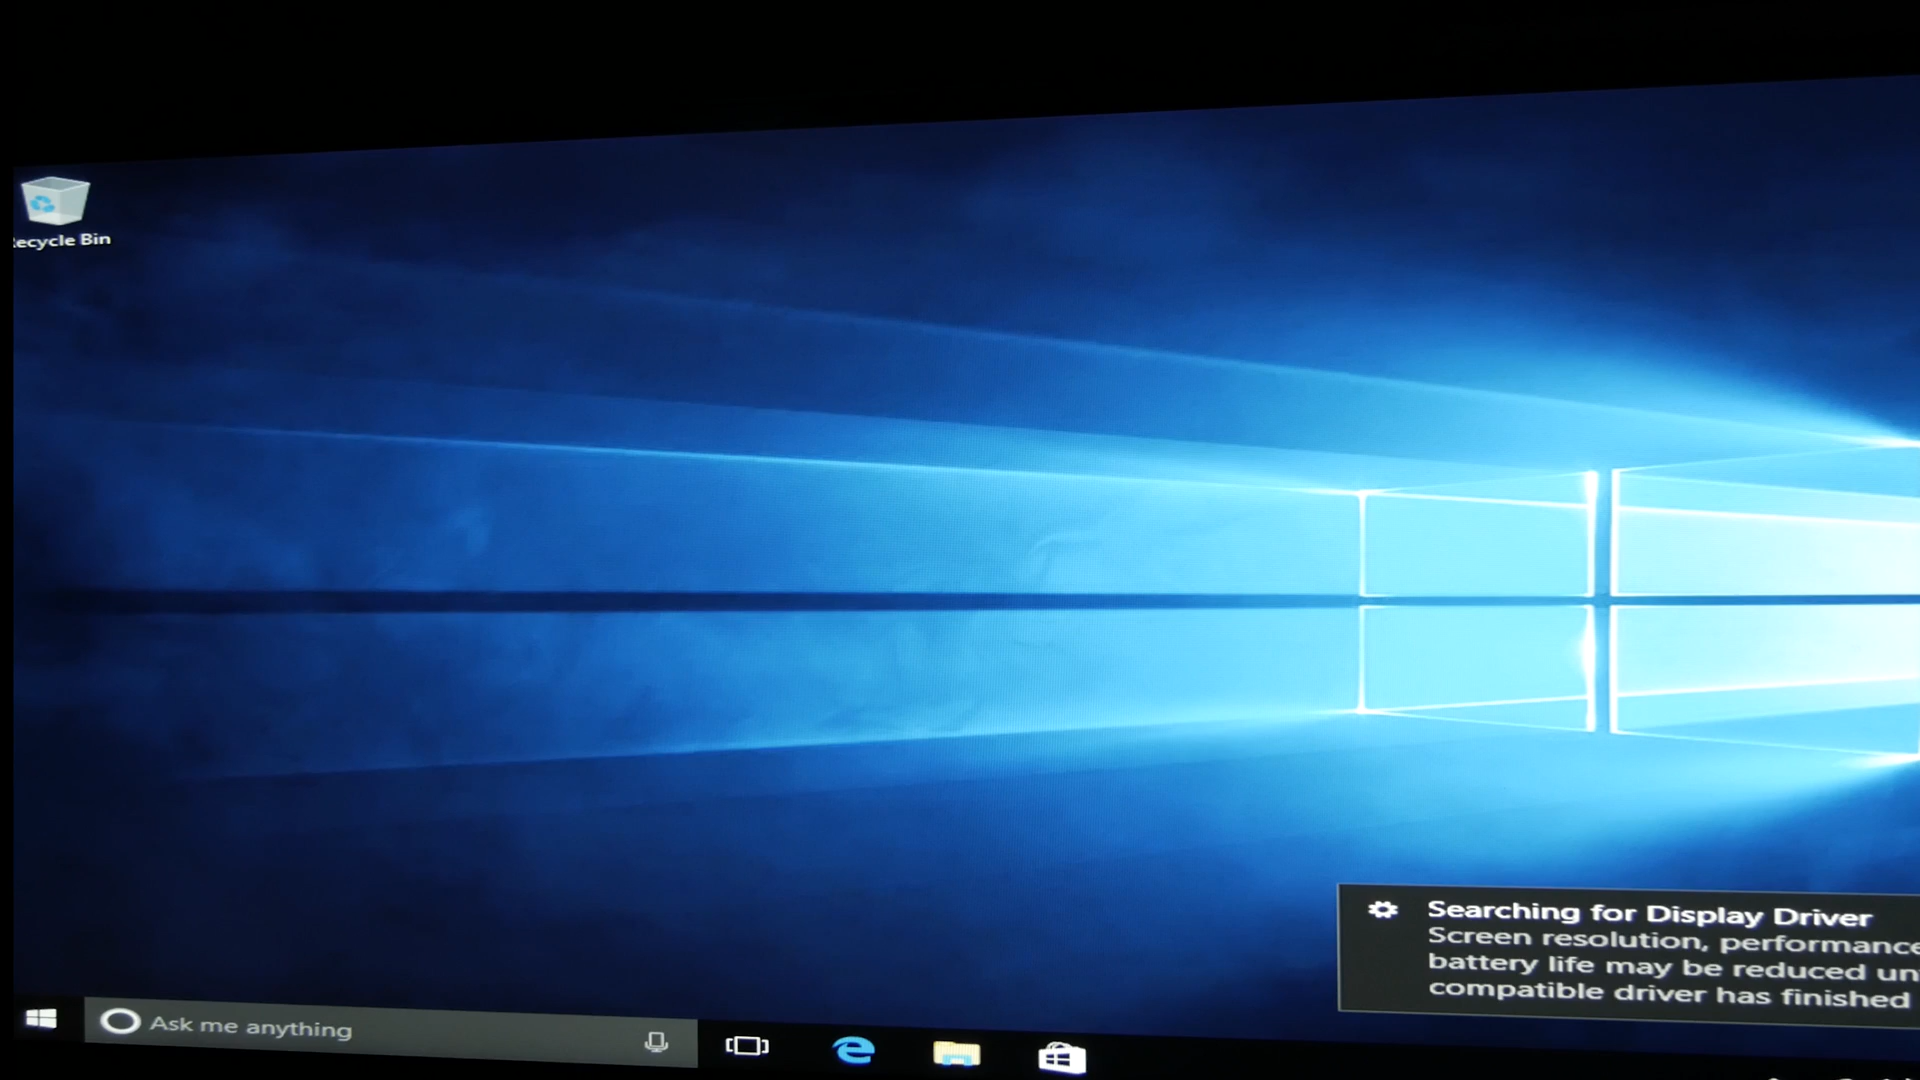 ecycle Bin
Searching for Display Driver
Screen resolution, performance
battery life may be reduced
compatible driver has finished
Ask me anything